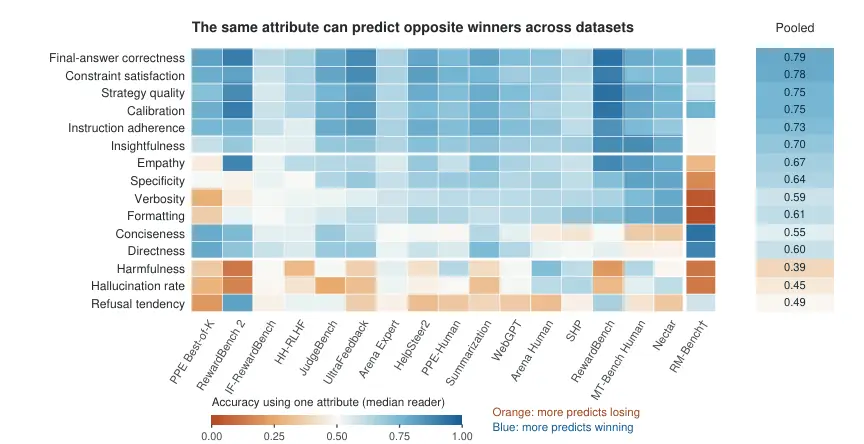 The same attribute can predict opposite winners across datasets
Pooled
Final-answer correctness 0.79
Constraint satisfaction 0.78
Strategy quality 0.75
Calibration 0.75
Instruction adherence 0.73
Insightfulness 0.70
Empathy 0.67
Specificity 0.64
Verbosity 0.59
Formatting 0.61
Conciseness 0.55
Directness 0.60
Harmfulness 0.39
Hallucination rate 0.45
Refusal tendency 0.49
PPE Best-of-K
RewardBench 2
IF-RewardBench
HH-RLHF
JudgeBench
UltraFeedback
Arena Expert
HelpSteer2
PPE-Human
Summarization
WebGPT
Arena Human
SHP
RewardBench
MT-Bench Human
Nectar
RM-Bench†
Accuracy using one attribute (median reader)
0.00 0.25 0.50 0.75 1.00
Orange: more predicts losing
Blue: more predicts winning